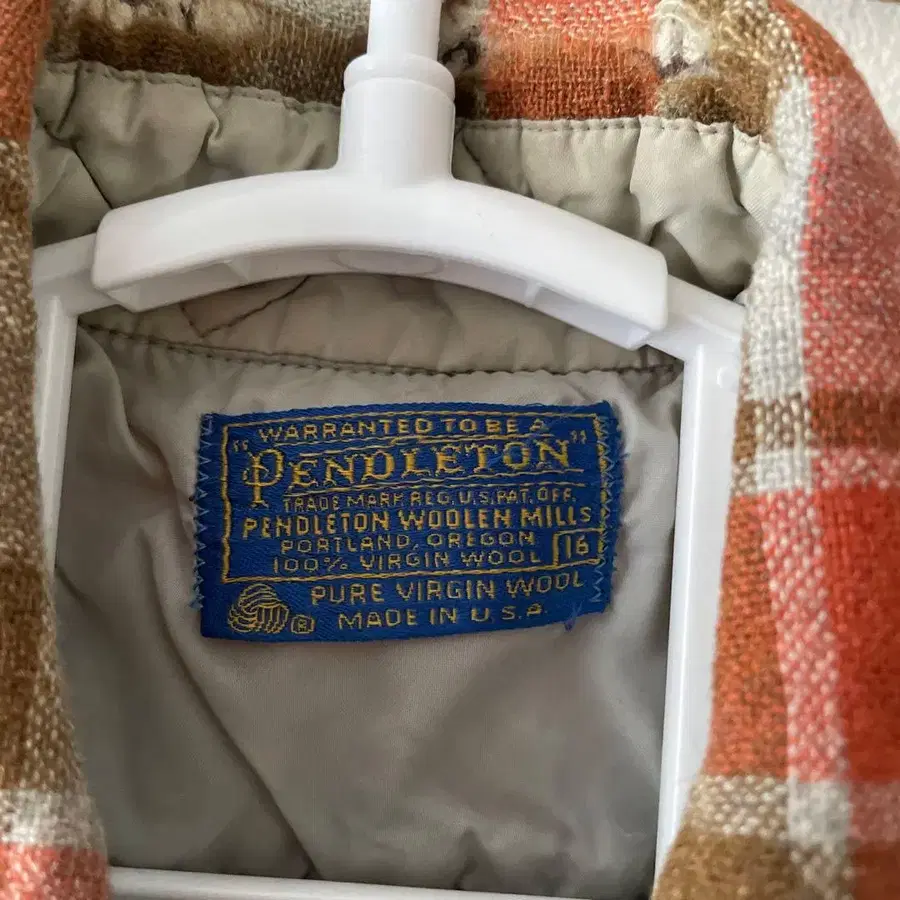 WARRANTED TO BE A
"PENDLETON"
TRADE MARK REG. U.S. PAT. OFF.
PENDLETON WOOLEN MILLS
PORTLAND, OREGON
100% VIRGIN WOOL 16
PURE VIRGIN WOOL
® MADE IN U.S.A.